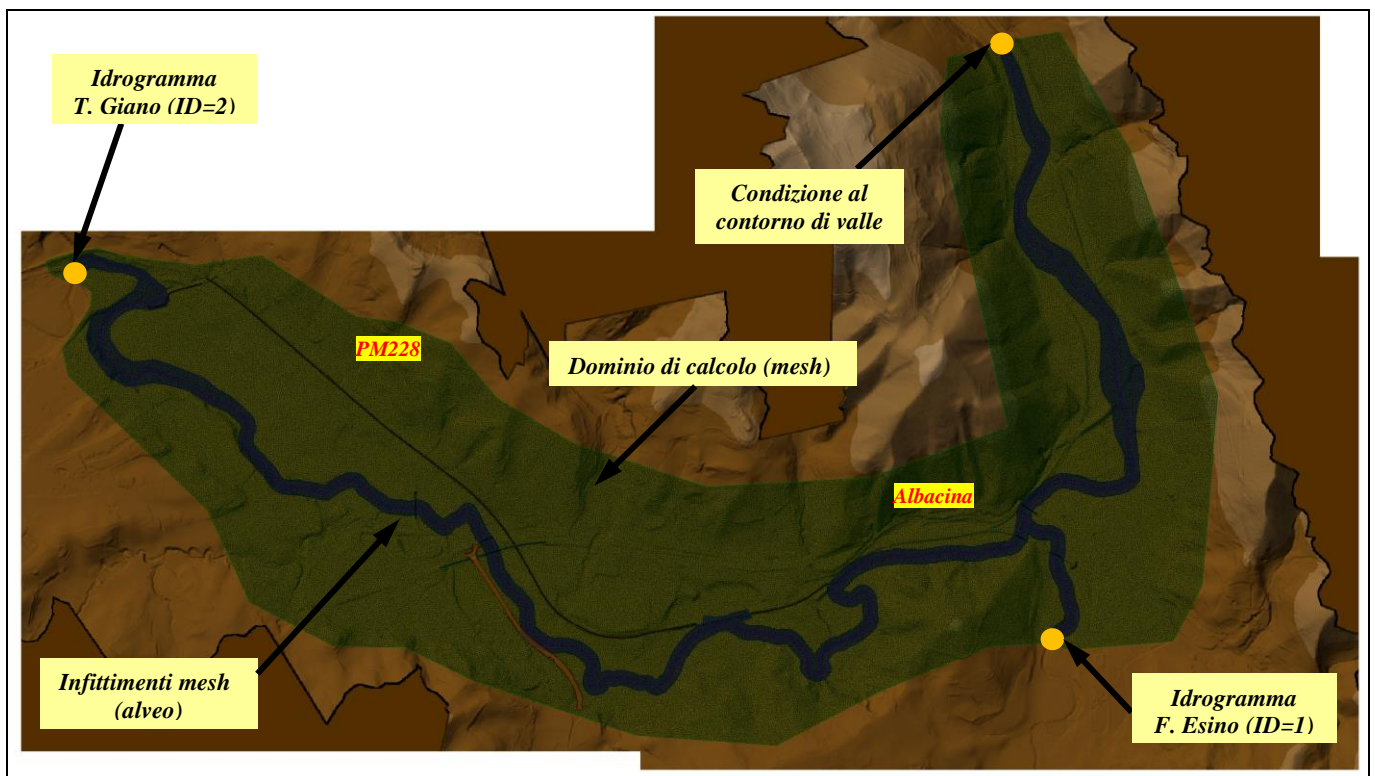 Idrogramma
T. Giano (ID=2)
Condizione al
contorno di valle
PM228
Dominio di calcolo (mesh)
Albacina
Infittimenti mesh
(alveo)
Idrogramma
F. Esino (ID=1)